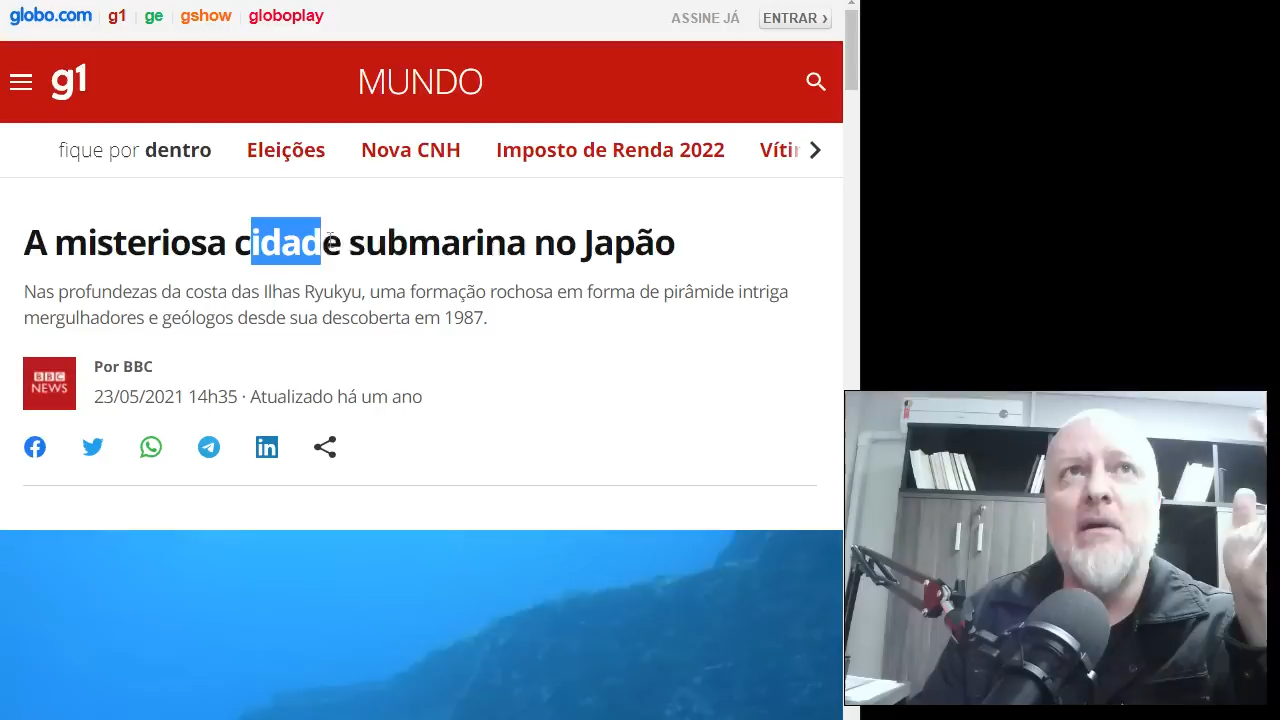 globo.com g1 ge gshow globoplay ASSINE JÁ ENTRAR ›
g1 MUNDO
fique por dentro Eleições Nova CNH Imposto de Renda 2022 Vítir
A misteriosa cidade submarina no Japão
Nas profundezas da costa das Ilhas Ryukyu, uma formação rochosa em forma de pirâmide intriga
mergulhadores e geólogos desde sua descoberta em 1987.
BBC
NEWS
Por BBC
23/05/2021 14h35 · Atualizado há um ano